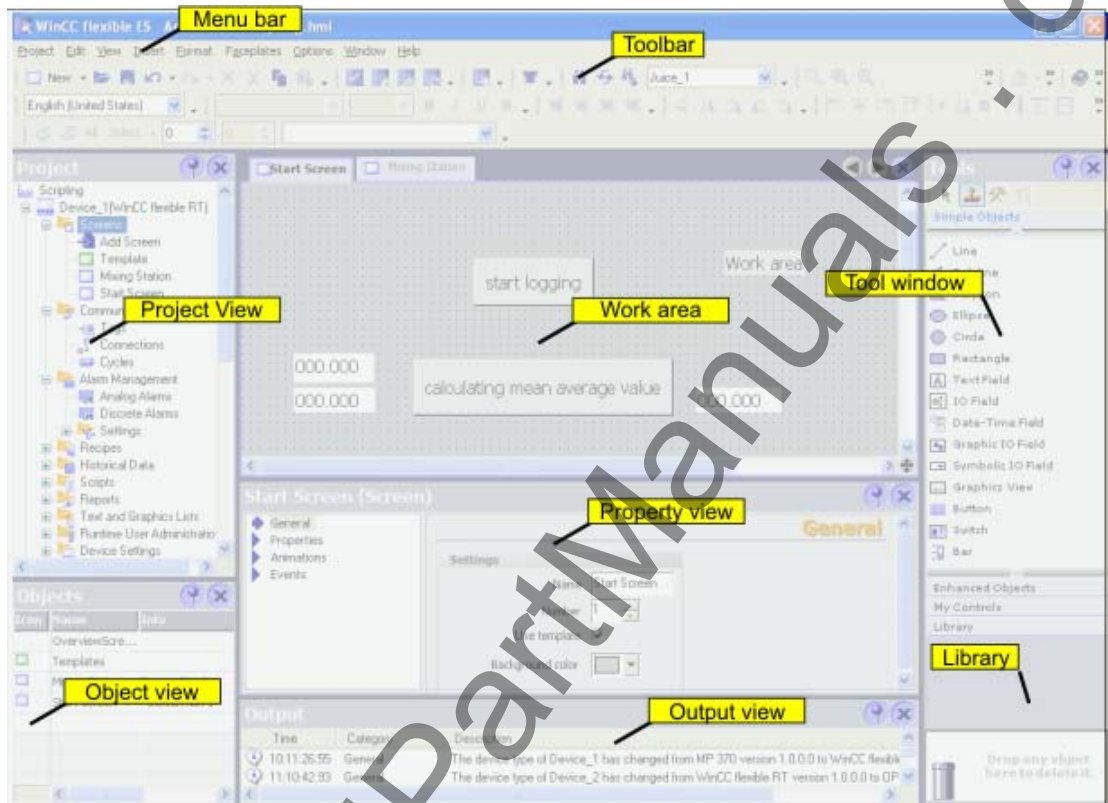 WinCC flexible ES
hmi
Menu bar
Project Edit View Insert Format Faceplates Options Window Help
Toolbar
New
Juice_1
English (United States)
Select 0
Project
Start Screen
Mixing Station
Tools
Scripting
Device_1(WinCC flexible RT)
Screens
Add Screen
Template
Mixing Station
Start Screen
Project View
Connections
Cycles
Alarm Management
Analog Alarms
Discrete Alarms
Settings
Recipes
Historical Data
Scripts
Reports
Text and Graphics Lists
Runtime User Administratio
Device Settings
start logging
Work area
Work area
000.000
000.000
calculating mean average value
000.000
Simple Objects
Line
Tool window
Ellipse
Circle
Rectangle
TextField
IO Field
Date-Time Field
Graphic IO Field
Symbolic IO Field
Graphics View
Button
Switch
Bar
Enhanced Objects
My Controls
Library
Library
Drop any object
here to delete it.
Start Screen (Screen)
General
Properties
Animations
Events
Property view
General
Settings
Name Start Screen
Number 1
Use template
Background color
Objects
Icon Name Info
OverviewScre...
Templates
Object view
Output
Output view
Time Category Description
10:11:26.55 General The device type of Device_1 has changed from MP 370 version 1.0.0.0 to WinCC flexible
11:10:42.93 General The device type of Device_2 has changed from WinCC flexible RT version 1.0.0.0 to OP